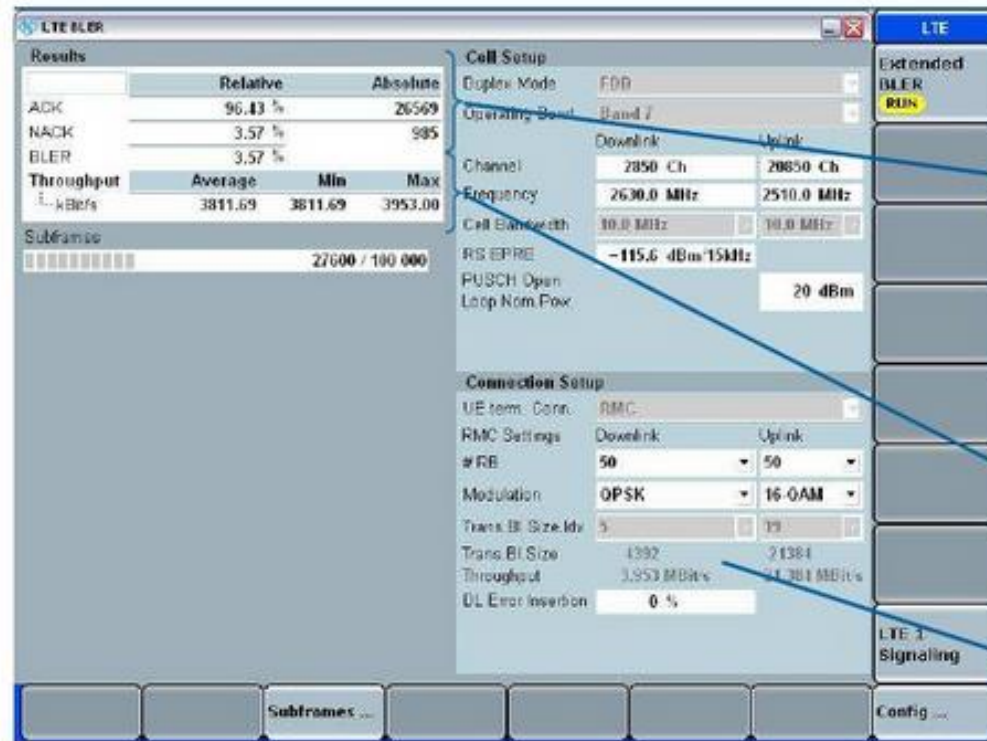 LTE BLER
Results
Relative Absolute
ACK 96.43 % 26569
NACK 3.57 % 985
BLER 3.57 %
Throughput Average Min Max
kBit/s 3811.69 3811.69 3953.00
Subframes
27600 / 100 000
Cell Setup
Duplex Mode FDD
Operating Band Band 7
Downlink Uplink
Channel 2850 Ch 20850 Ch
Frequency 2630.0 MHz 2510.0 MHz
Cell Bandwidth 10.0 MHz 10.0 MHz
RS EPRE -115.6 dBm/15kHz
PUSCH Open
Loop Nom.Pow. 20 dBm
Connection Setup
UE term. Conn. RMC
RMC Settings Downlink Uplink
# RB 50 50
Modulation QPSK 16-QAM
Trans.Bl.Size Idx 5 19
Trans.Bl.Size 4392 21384
Throughput 3.953 MBit/s 21.384 MBit/s
DL Error Insertion 0 %
LTE
Extended
BLER
RUN
LTE 1
Signaling
Subframes ...
Config ...